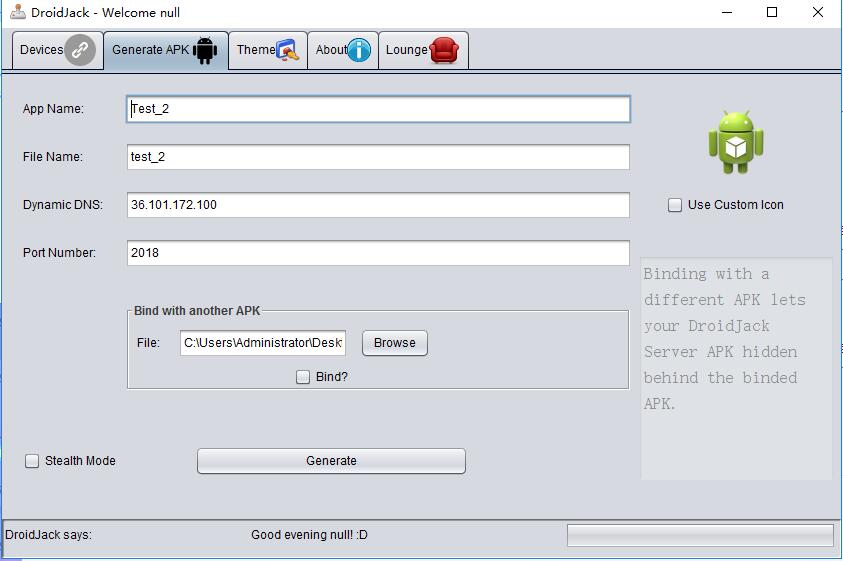 DroidJack - Welcome null
Devices
Generate APK
Theme
About
Lounge
App Name:
Test_2
File Name:
test_2
Dynamic DNS:
36.101.172.100
Use Custom Icon
Port Number:
2018
Binding with a
different APK lets
your DroidJack
Server APK hidden
behind the binded
APK.
Bind with another APK
File:
C:\Users\Administrator\Desk
Browse
Bind?
Stealth Mode
Generate
DroidJack says:
Good evening null! :D